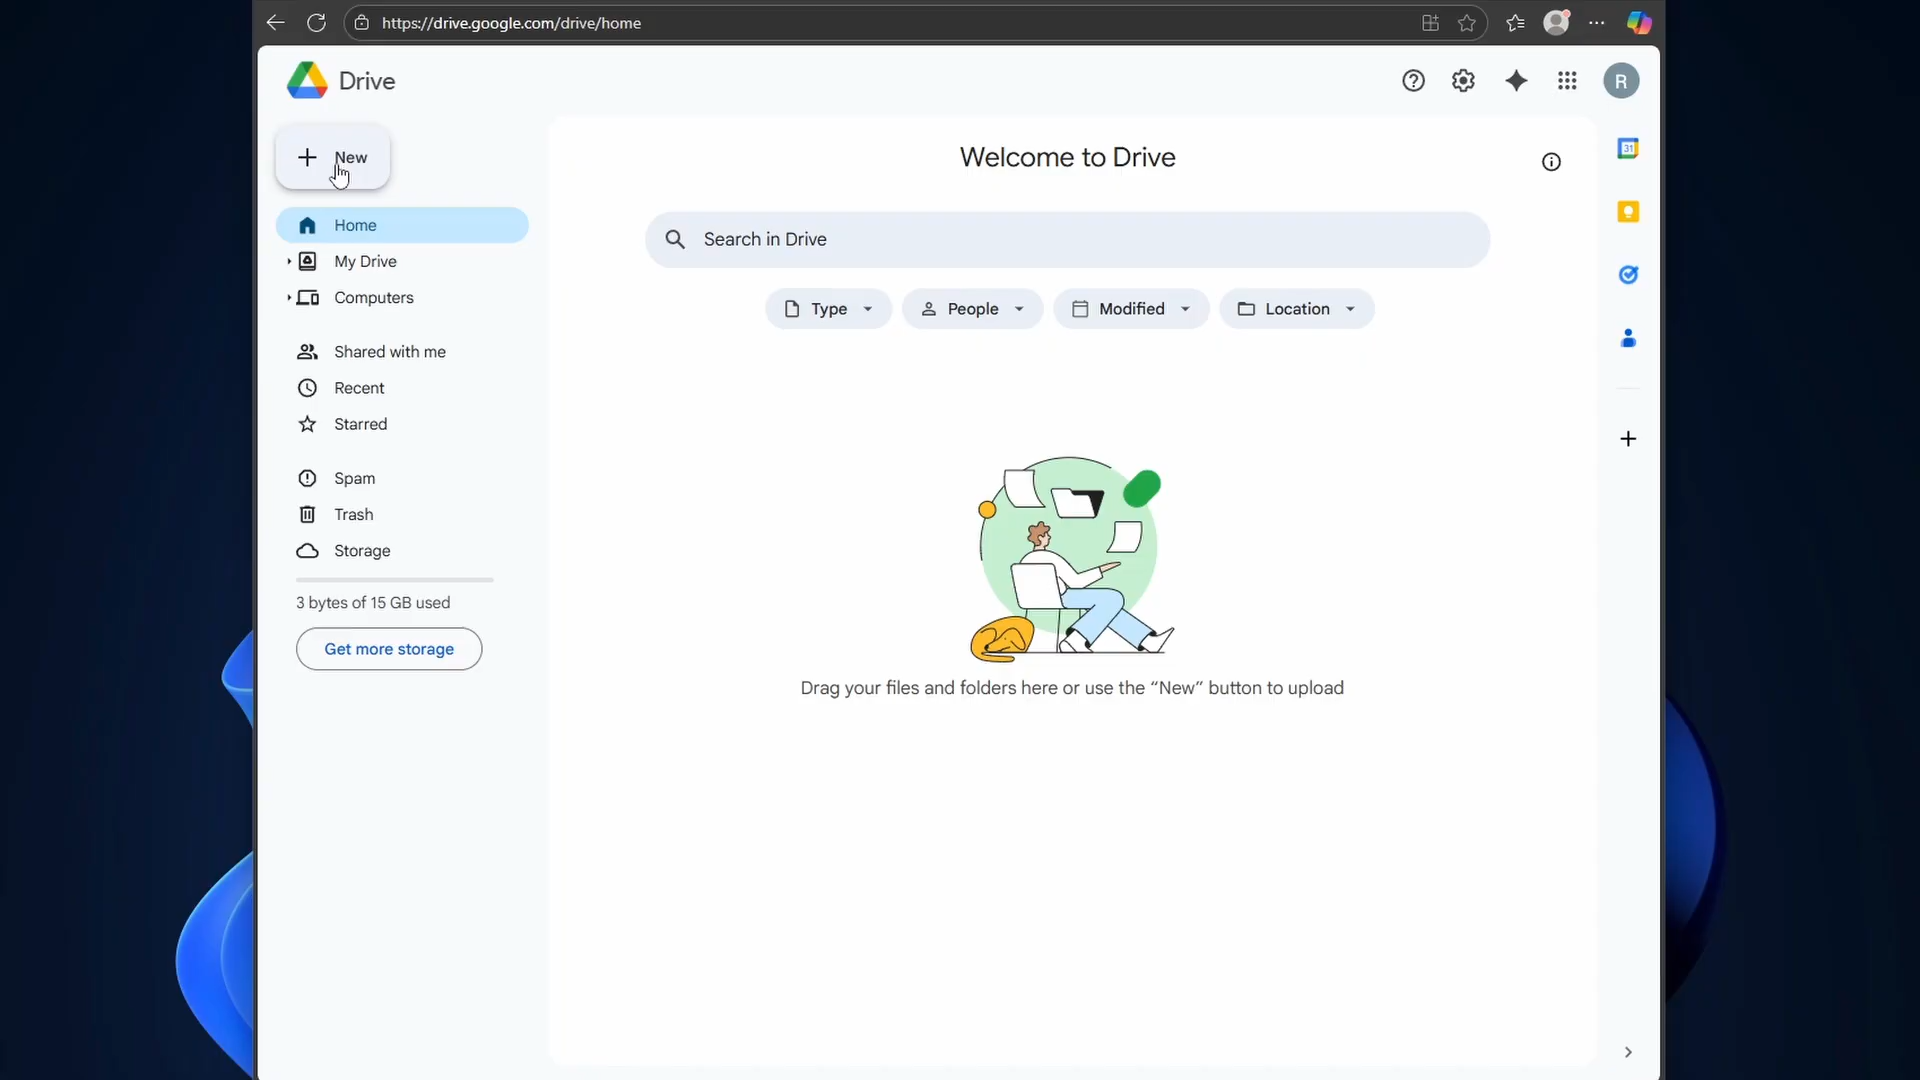 https://drive.google.com/drive/home
Drive
R
New
Welcome to Drive
31
Home
Search in Drive
My Drive
Computers
Type
People
Modified
Location
Shared with me
Recent
Starred
Spam
Trash
Storage
3 bytes of 15 GB used
Get more storage
Drag your files and folders here or use the “New” button to upload